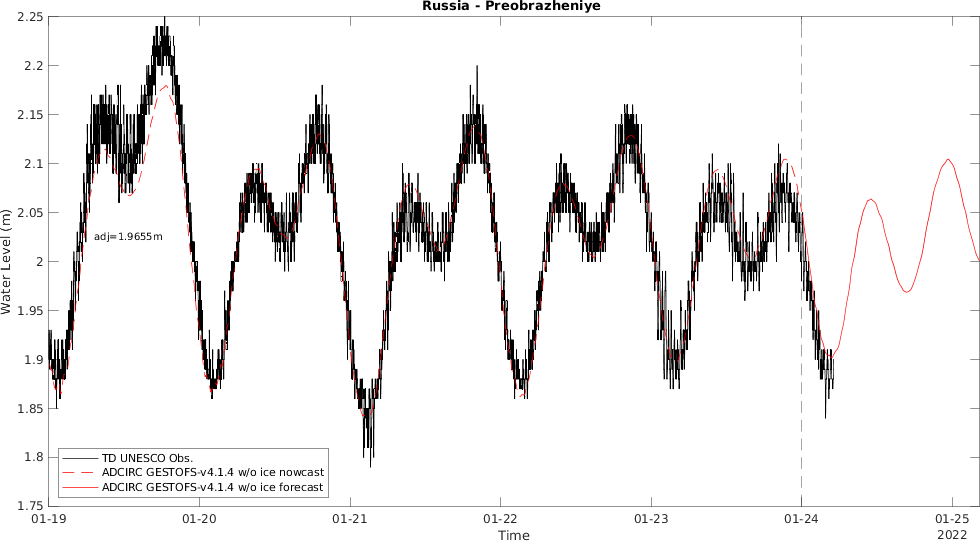 Russia - Preobrazheniye
2.25
2.2
2.15
2.1
2.05
2
1.95
1.9
1.85
1.8
1.75
Water Level (m)
adj=1.9655m
TD UNESCO Obs.
ADCIRC GESTOFS-v4.1.4 w/o ice nowcast
ADCIRC GESTOFS-v4.1.4 w/o ice forecast
01-19
01-20
01-21
01-22
01-23
01-24
01-25
Time
2022